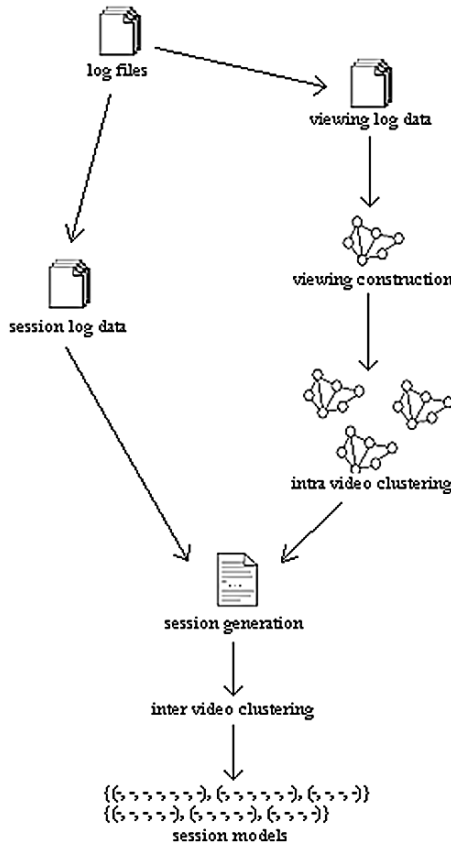 log files
viewing log data
viewing construction
session log data
intra video clustering
session generation
inter video clustering
{(-, -, -, -, -, -, -), (-, -, -, -, -, -), (-, -, -, -)}
{(-, -, -, -, -), (-, -, -, -, -), (-, -, -, -)}
session models